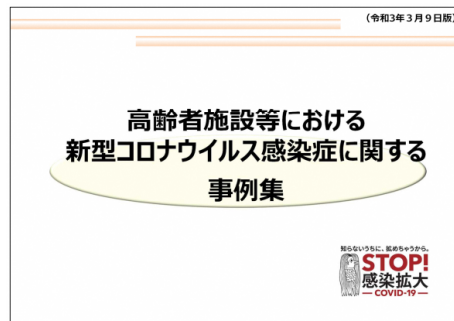 （令和3年３月９日版）
高齢者施設等における
新型コロナウイルス感染症に関する
事例集
知らないうちに、拡めちゃうから。
STOP!
感染拡大
COVID-19